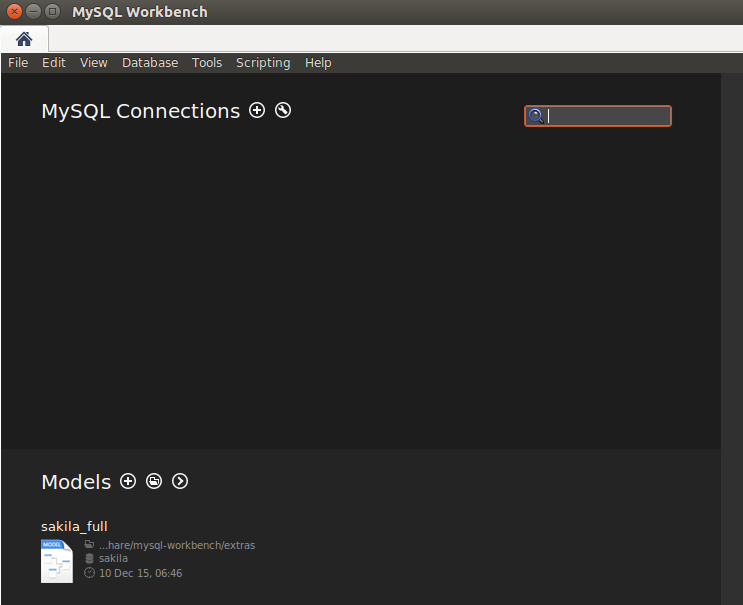 MySQL Workbench
File Edit View Database Tools Scripting Help
MySQL Connections
Models
sakila_full
MODEL
...hare/mysql-workbench/extras
sakila
10 Dec 15, 06:46